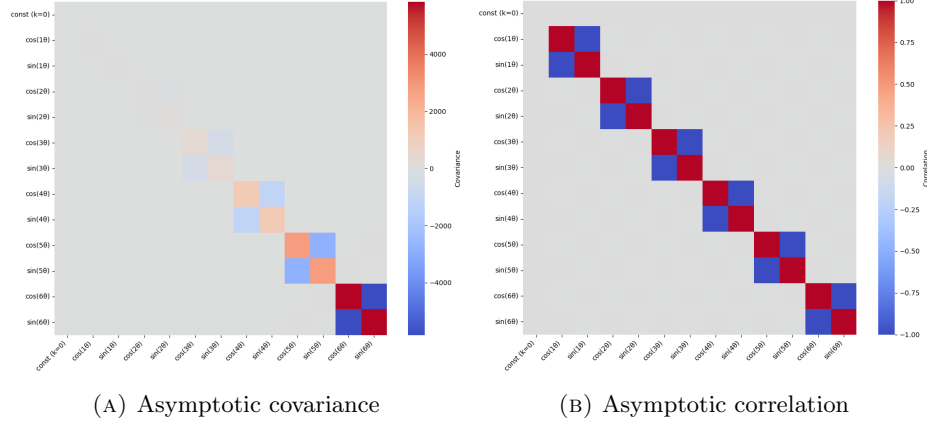 const (k=0)
cos(1θ)
sin(1θ)
cos(2θ)
sin(2θ)
cos(3θ)
sin(3θ)
cos(4θ)
sin(4θ)
cos(5θ)
sin(5θ)
cos(6θ)
sin(6θ)
const (k=0)
cos(1θ)
sin(1θ)
cos(2θ)
sin(2θ)
cos(3θ)
sin(3θ)
cos(4θ)
sin(4θ)
cos(5θ)
sin(5θ)
cos(6θ)
sin(6θ)
4000
2000
0
−2000
−4000
Covariance
(A) Asymptotic covariance
const (k=0)
cos(1θ)
sin(1θ)
cos(2θ)
sin(2θ)
cos(3θ)
sin(3θ)
cos(4θ)
sin(4θ)
cos(5θ)
sin(5θ)
cos(6θ)
sin(6θ)
const (k=0)
cos(1θ)
sin(1θ)
cos(2θ)
sin(2θ)
cos(3θ)
sin(3θ)
cos(4θ)
sin(4θ)
cos(5θ)
sin(5θ)
cos(6θ)
sin(6θ)
1.00
0.75
0.50
0.25
0.00
−0.25
−0.50
−0.75
−1.00
Correlation
(B) Asymptotic correlation